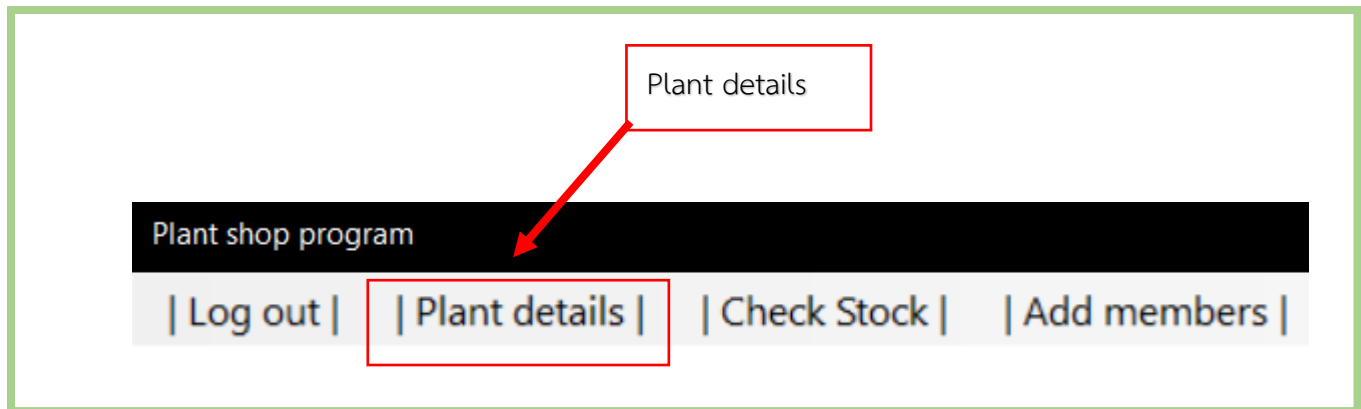 Plant details
Plant shop program
| Log out | | Plant details | | Check Stock | | Add members |